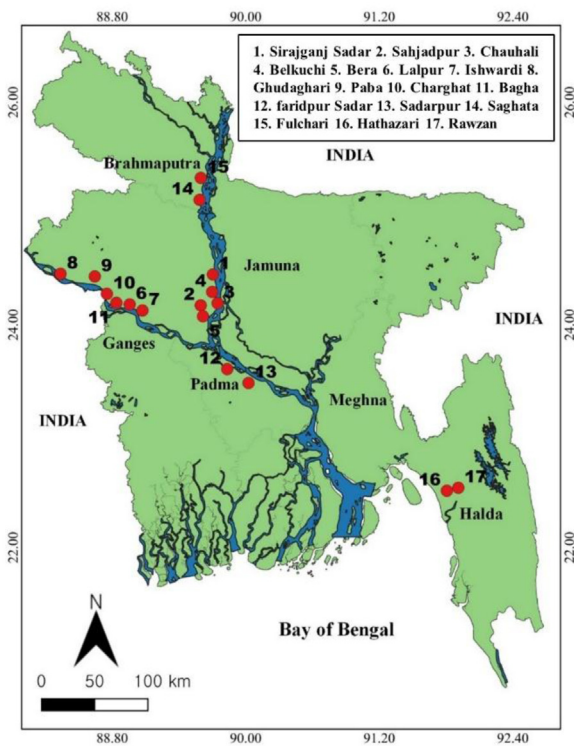 88.80 90.00 91.20 92.40
1. Sirajganj Sadar 2. Sahjadpur 3. Chauhali
4. Belkuchi 5. Bera 6. Lalpur 7. Ishwardi 8.
Ghudaghari 9. Paba 10. Charghat 11. Bagha
12. faridpur Sadar 13. Sadarpur 14. Saghata
15. Fulchari 16. Hathazari 17. Rawzan
26.00
INDIA
Brahmaputra
15
14
8
9
1
Jamuna
4
2
3
10
6
7
11
5
24.00
INDIA
Ganges
12
13
Padma
Meghna
INDIA
16
17
Halda
22.00
Bay of Bengal
N
0 50 100 km
88.80 90.00 91.20 92.40
26.00
24.00
22.00